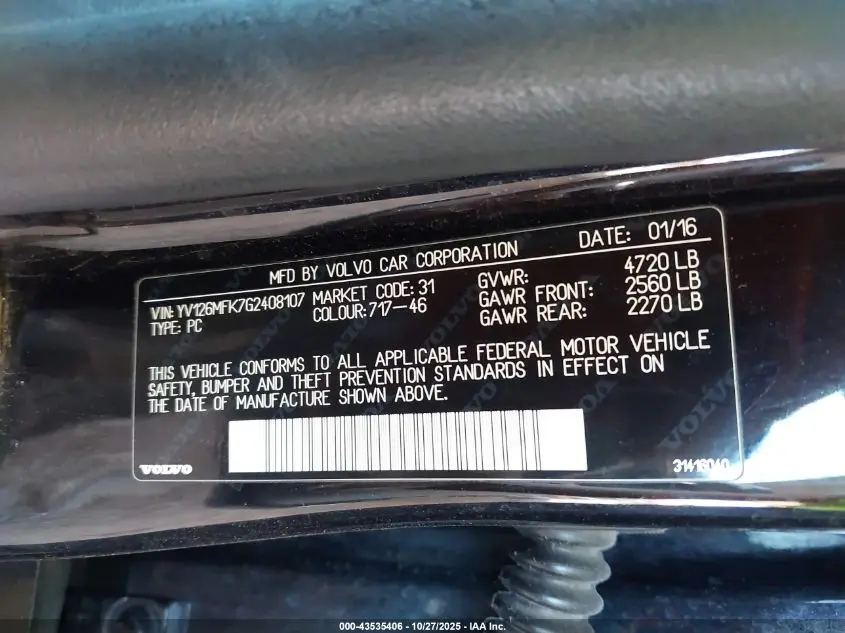 MFD BY VOLVO CAR CORPORATION DATE: 01/16
VIN: YV126MFK7G2408107 MARKET CODE: 31 GVWR: 4720 LB
TYPE: PC COLOUR: 717-46 GAWR FRONT: 2560 LB
GAWR REAR: 2270 LB
THIS VEHICLE CONFORMS TO ALL APPLICABLE FEDERAL MOTOR VEHICLE
SAFETY, BUMPER AND THEFT PREVENTION STANDARDS IN EFFECT ON
THE DATE OF MANUFACTURE SHOWN ABOVE.
VOLVO 31416040
000-43535406 - 10/27/2025 - IAA Inc.